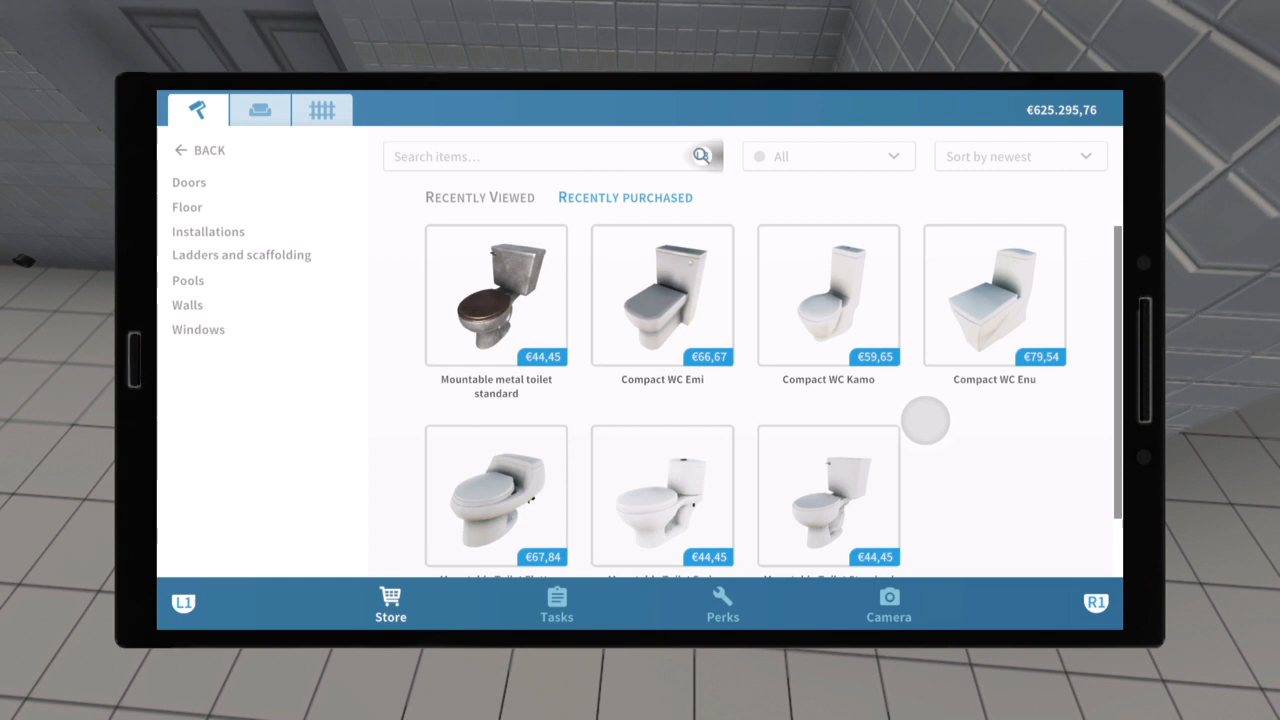 €625.295,76
BACK
Search items...
All
Sort by newest
Doors
Floor
Installations
Ladders and scaffolding
Pools
Walls
Windows
RECENTLY VIEWED
RECENTLY PURCHASED
€44,45
€66,67
€59,65
€79,54
Mountable metal toilet
standard
Compact WC Emi
Compact WC Kamo
Compact WC Enu
€67,84
€44,45
€44,45
L1
Store
Tasks
Perks
Camera
R1